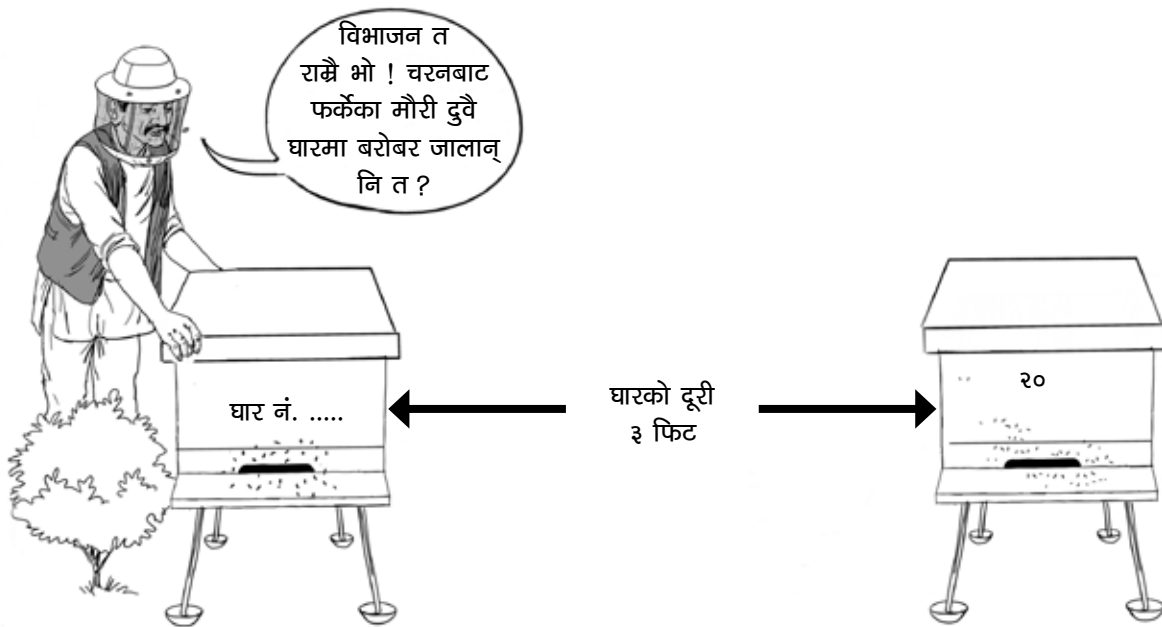 विभाजन त
राम्रै भो ! चरनबाट
फर्केका मौरी दुवै
घारमा बरोबर जालान्
नि त ?
घार नं. .....
घारको दूरी
३ फिट
२०